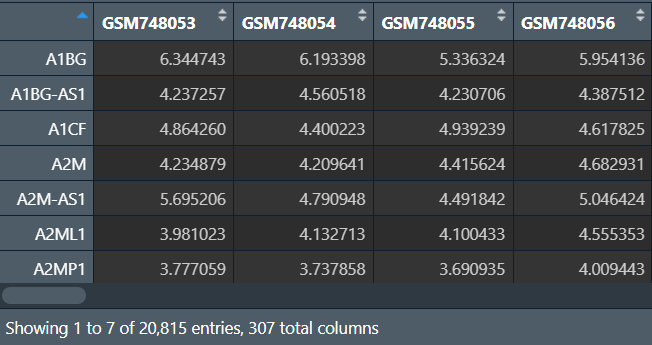 GSM748053 GSM748054 GSM748055 GSM748056
A1BG 6.344743 6.193398 5.336324 5.954136
A1BG-AS1 4.237257 4.560518 4.230706 4.387512
A1CF 4.864260 4.400223 4.939239 4.617825
A2M 4.234879 4.209641 4.415624 4.682931
A2M-AS1 5.695206 4.790948 4.491842 5.046424
A2ML1 3.981023 4.132713 4.100433 4.555353
A2MP1 3.777059 3.737858 3.690935 4.009443
Showing 1 to 7 of 20,815 entries, 307 total columns